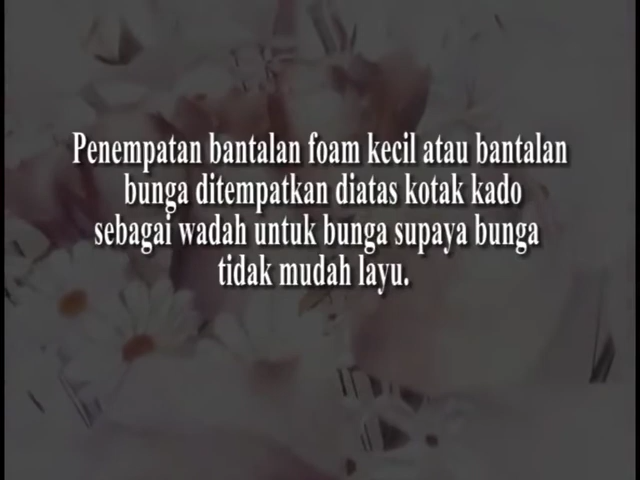 Penempatan bantalan foam kecil atau bantalan
bunga ditempatkan diatas kotak kado
sebagai wadah untuk bunga supaya bunga
tidak mudah layu.